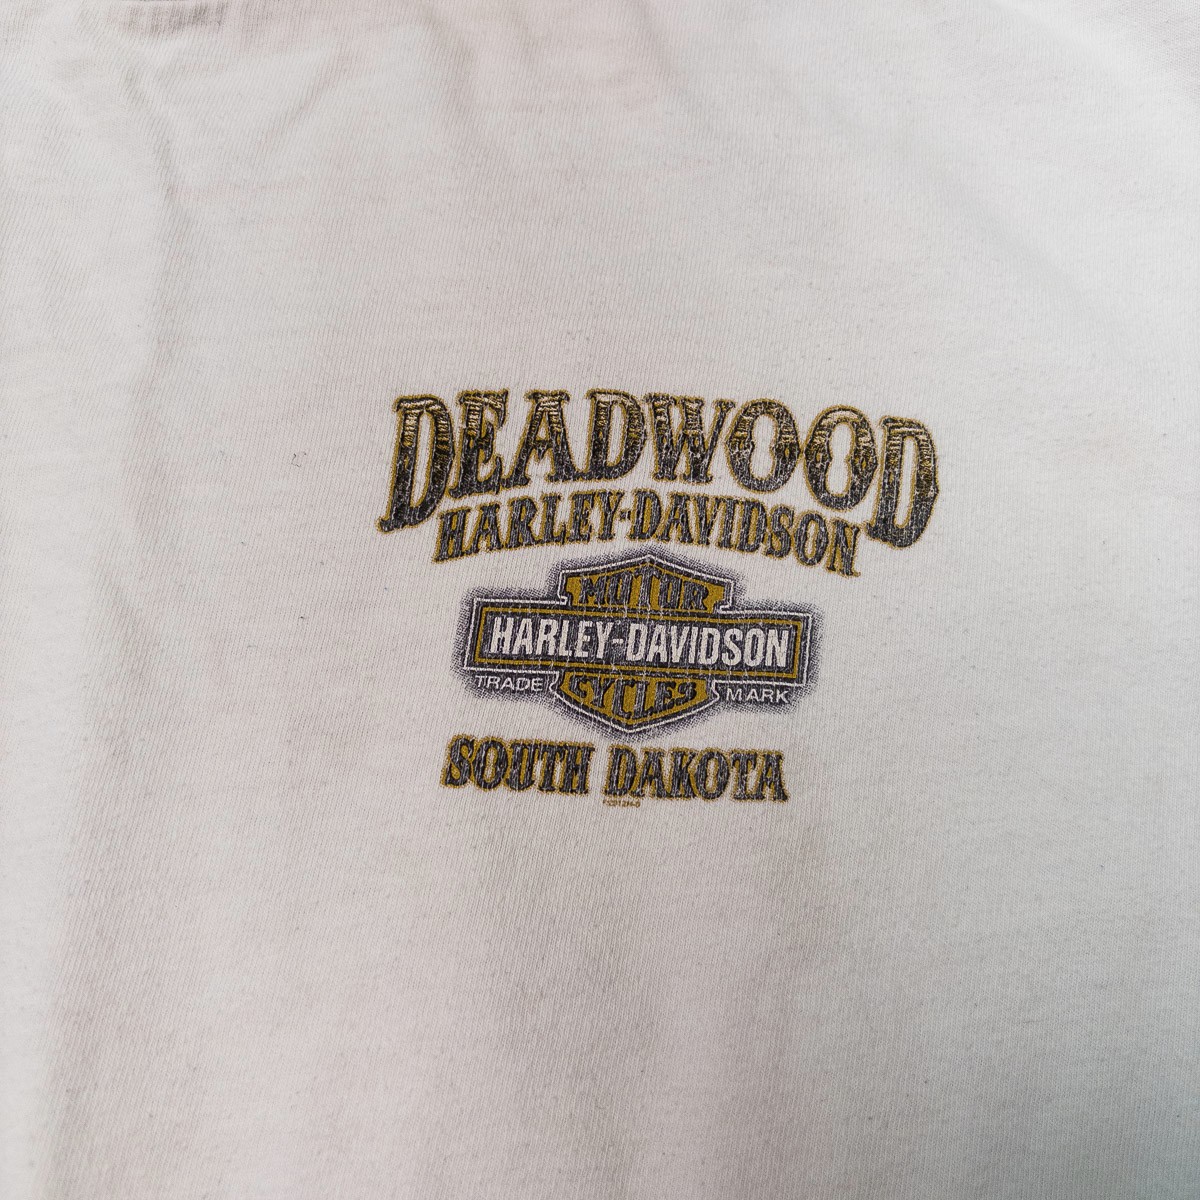 DEADWOOD
HARLEY-DAVIDSON
MOTOR
HARLEY-DAVIDSON
TRADE MARK
CYCLES
SOUTH DAKOTA